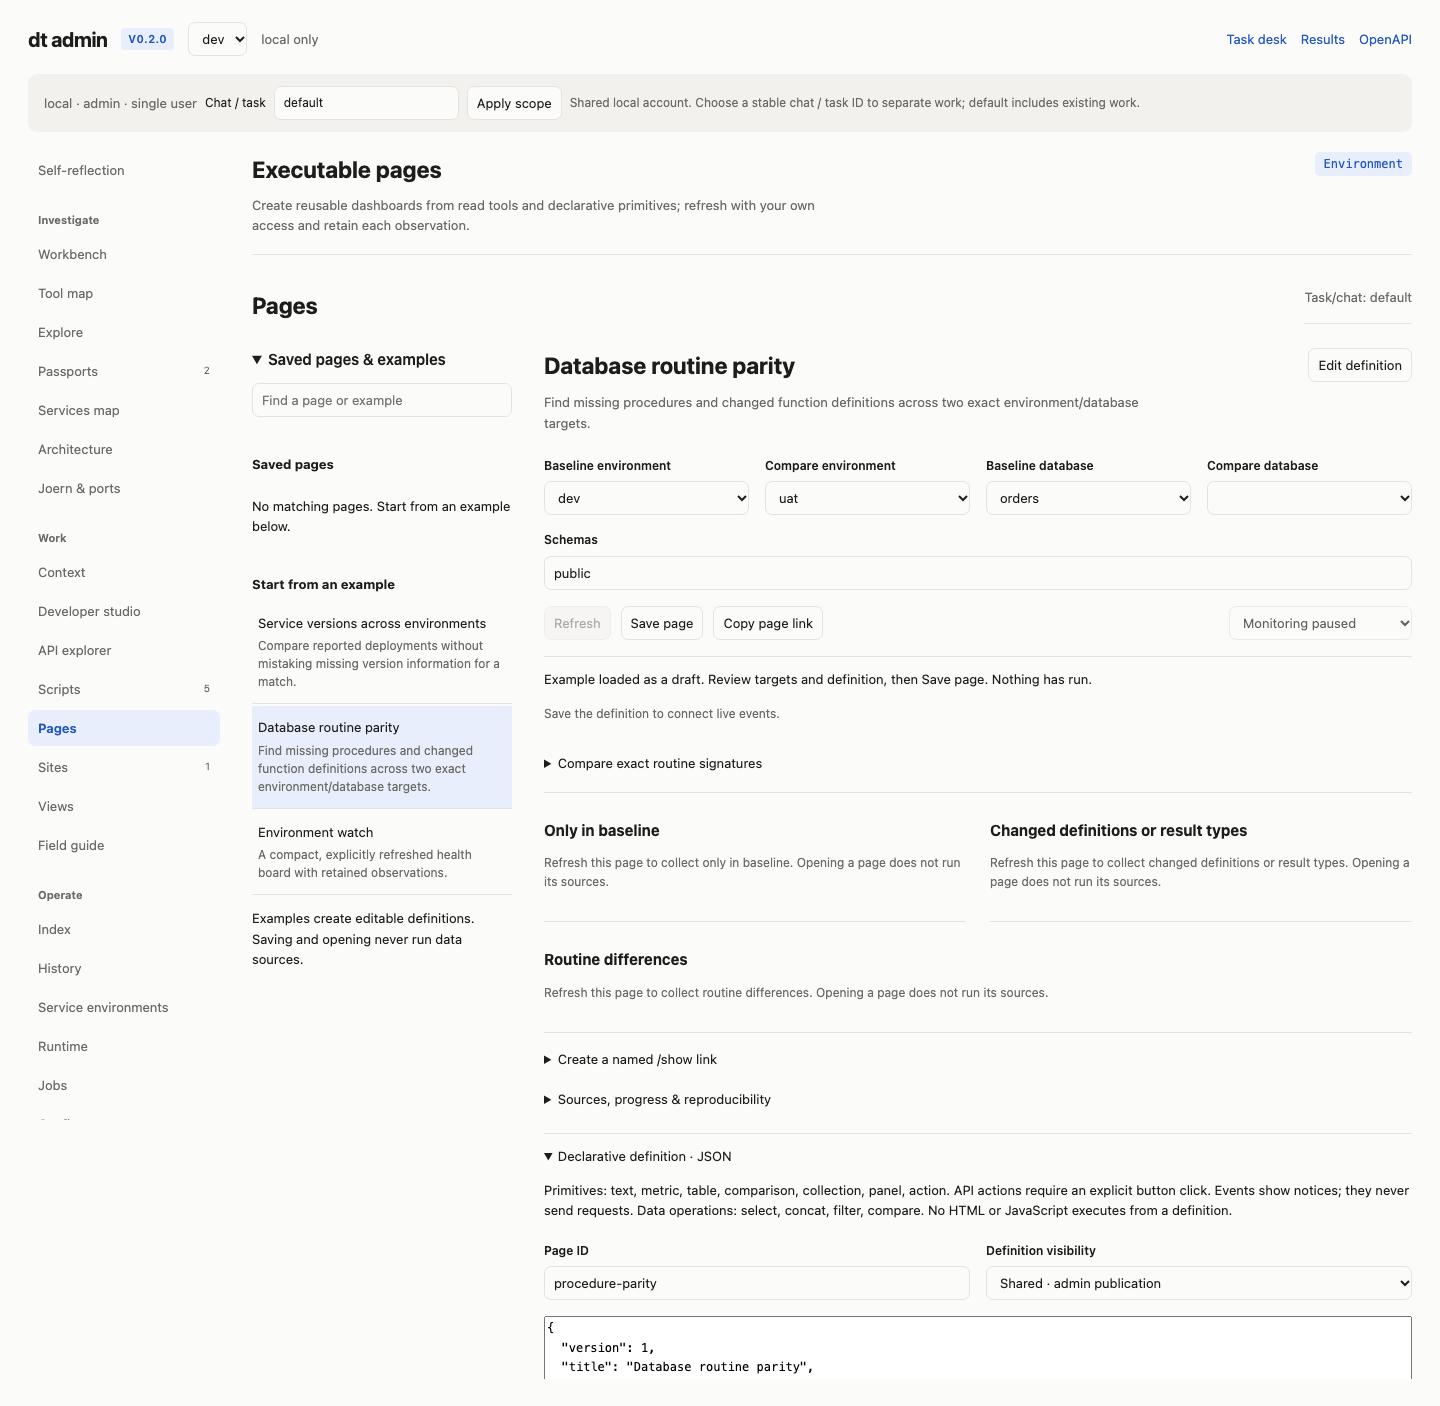 dt admin
V0.2.0
dev
local only
Task desk
Results
OpenAPI
local · admin · single user
Chat / task
default
Apply scope
Shared local account. Choose a stable chat / task ID to separate work; default includes existing work.
Self-reflection
Investigate
Workbench
Tool map
Explore
Passports 2
Services map
Architecture
Joern & ports
Work
Context
Developer studio
API explorer
Scripts 5
Pages
Sites 1
Views
Field guide
Operate
Index
History
Service environments
Runtime
Jobs
Executable pages
Environment
Create reusable dashboards from read tools and declarative primitives; refresh with your own
access and retain each observation.
Pages
Task/chat: default
▼ Saved pages & examples
Find a page or example
Saved pages
No matching pages. Start from an example
below.
Start from an example
Service versions across environments
Compare reported deployments without
mistaking missing version information for a
match.
Database routine parity
Find missing procedures and changed
function definitions across two exact
environment/database targets.
Environment watch
A compact, explicitly refreshed health
board with retained observations.
Examples create editable definitions.
Saving and opening never run data
sources.
Database routine parity
Edit definition
Find missing procedures and changed function definitions across two exact environment/database
targets.
Baseline environment
Compare environment
Baseline database
Compare database
dev
uat
orders
Schemas
public
Refresh
Save page
Copy page link
Monitoring paused
Example loaded as a draft. Review targets and definition, then Save page. Nothing has run.
Save the definition to connect live events.
▶ Compare exact routine signatures
Only in baseline
Refresh this page to collect only in baseline. Opening a page does not run
its sources.
Changed definitions or result types
Refresh this page to collect changed definitions or result types. Opening a
page does not run its sources.
Routine differences
Refresh this page to collect routine differences. Opening a page does not run its sources.
▶ Create a named /show link
▶ Sources, progress & reproducibility
▼ Declarative definition · JSON
Primitives: text, metric, table, comparison, collection, panel, action. API actions require an explicit button click. Events show notices; they never
send requests. Data operations: select, concat, filter, compare. No HTML or JavaScript executes from a definition.
Page ID
Definition visibility
procedure-parity
Shared · admin publication
{
"version": 1,
"title": "Database routine parity",